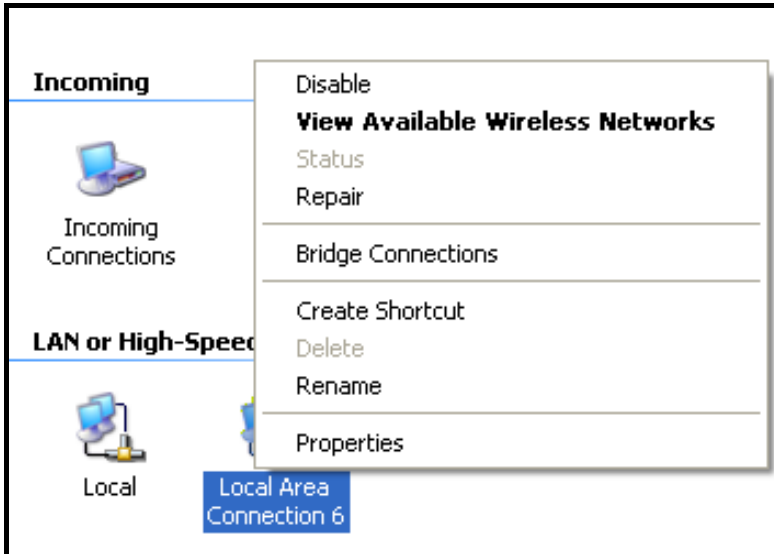 Incoming
Incoming
Connections
LAN or High-Speed
Local
Local Area
Connection 6
Disable
View Available Wireless Networks
Status
Repair
Bridge Connections
Create Shortcut
Delete
Rename
Properties